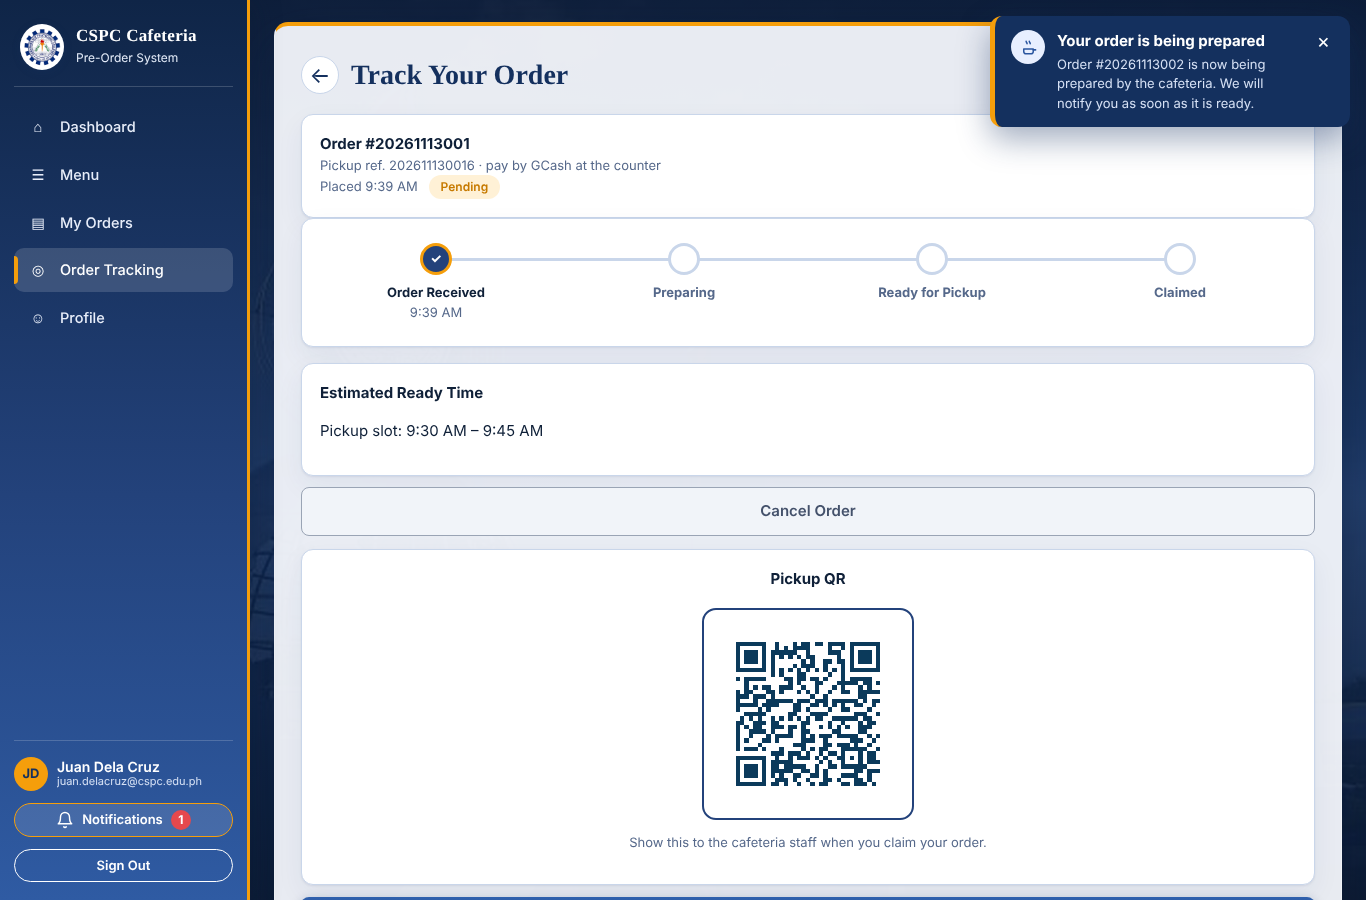 CSPC Cafeteria
Pre-Order System
Dashboard
Menu
My Orders
Order Tracking
Profile
Juan Dela Cruz
juan.delacruz@cspc.edu.ph
JD
Notifications 1
Sign Out
Track Your Order
Your order is being prepared
Order #20261113002 is now being
prepared by the cafeteria. We will
notify you as soon as it is ready.
Order #20261113001
Pickup ref. 202611130016 · pay by GCash at the counter
Placed 9:39 AM Pending
Order Received
9:39 AM
Preparing
Ready for Pickup
Claimed
Estimated Ready Time
Pickup slot: 9:30 AM – 9:45 AM
Cancel Order
Pickup QR
Show this to the cafeteria staff when you claim your order.